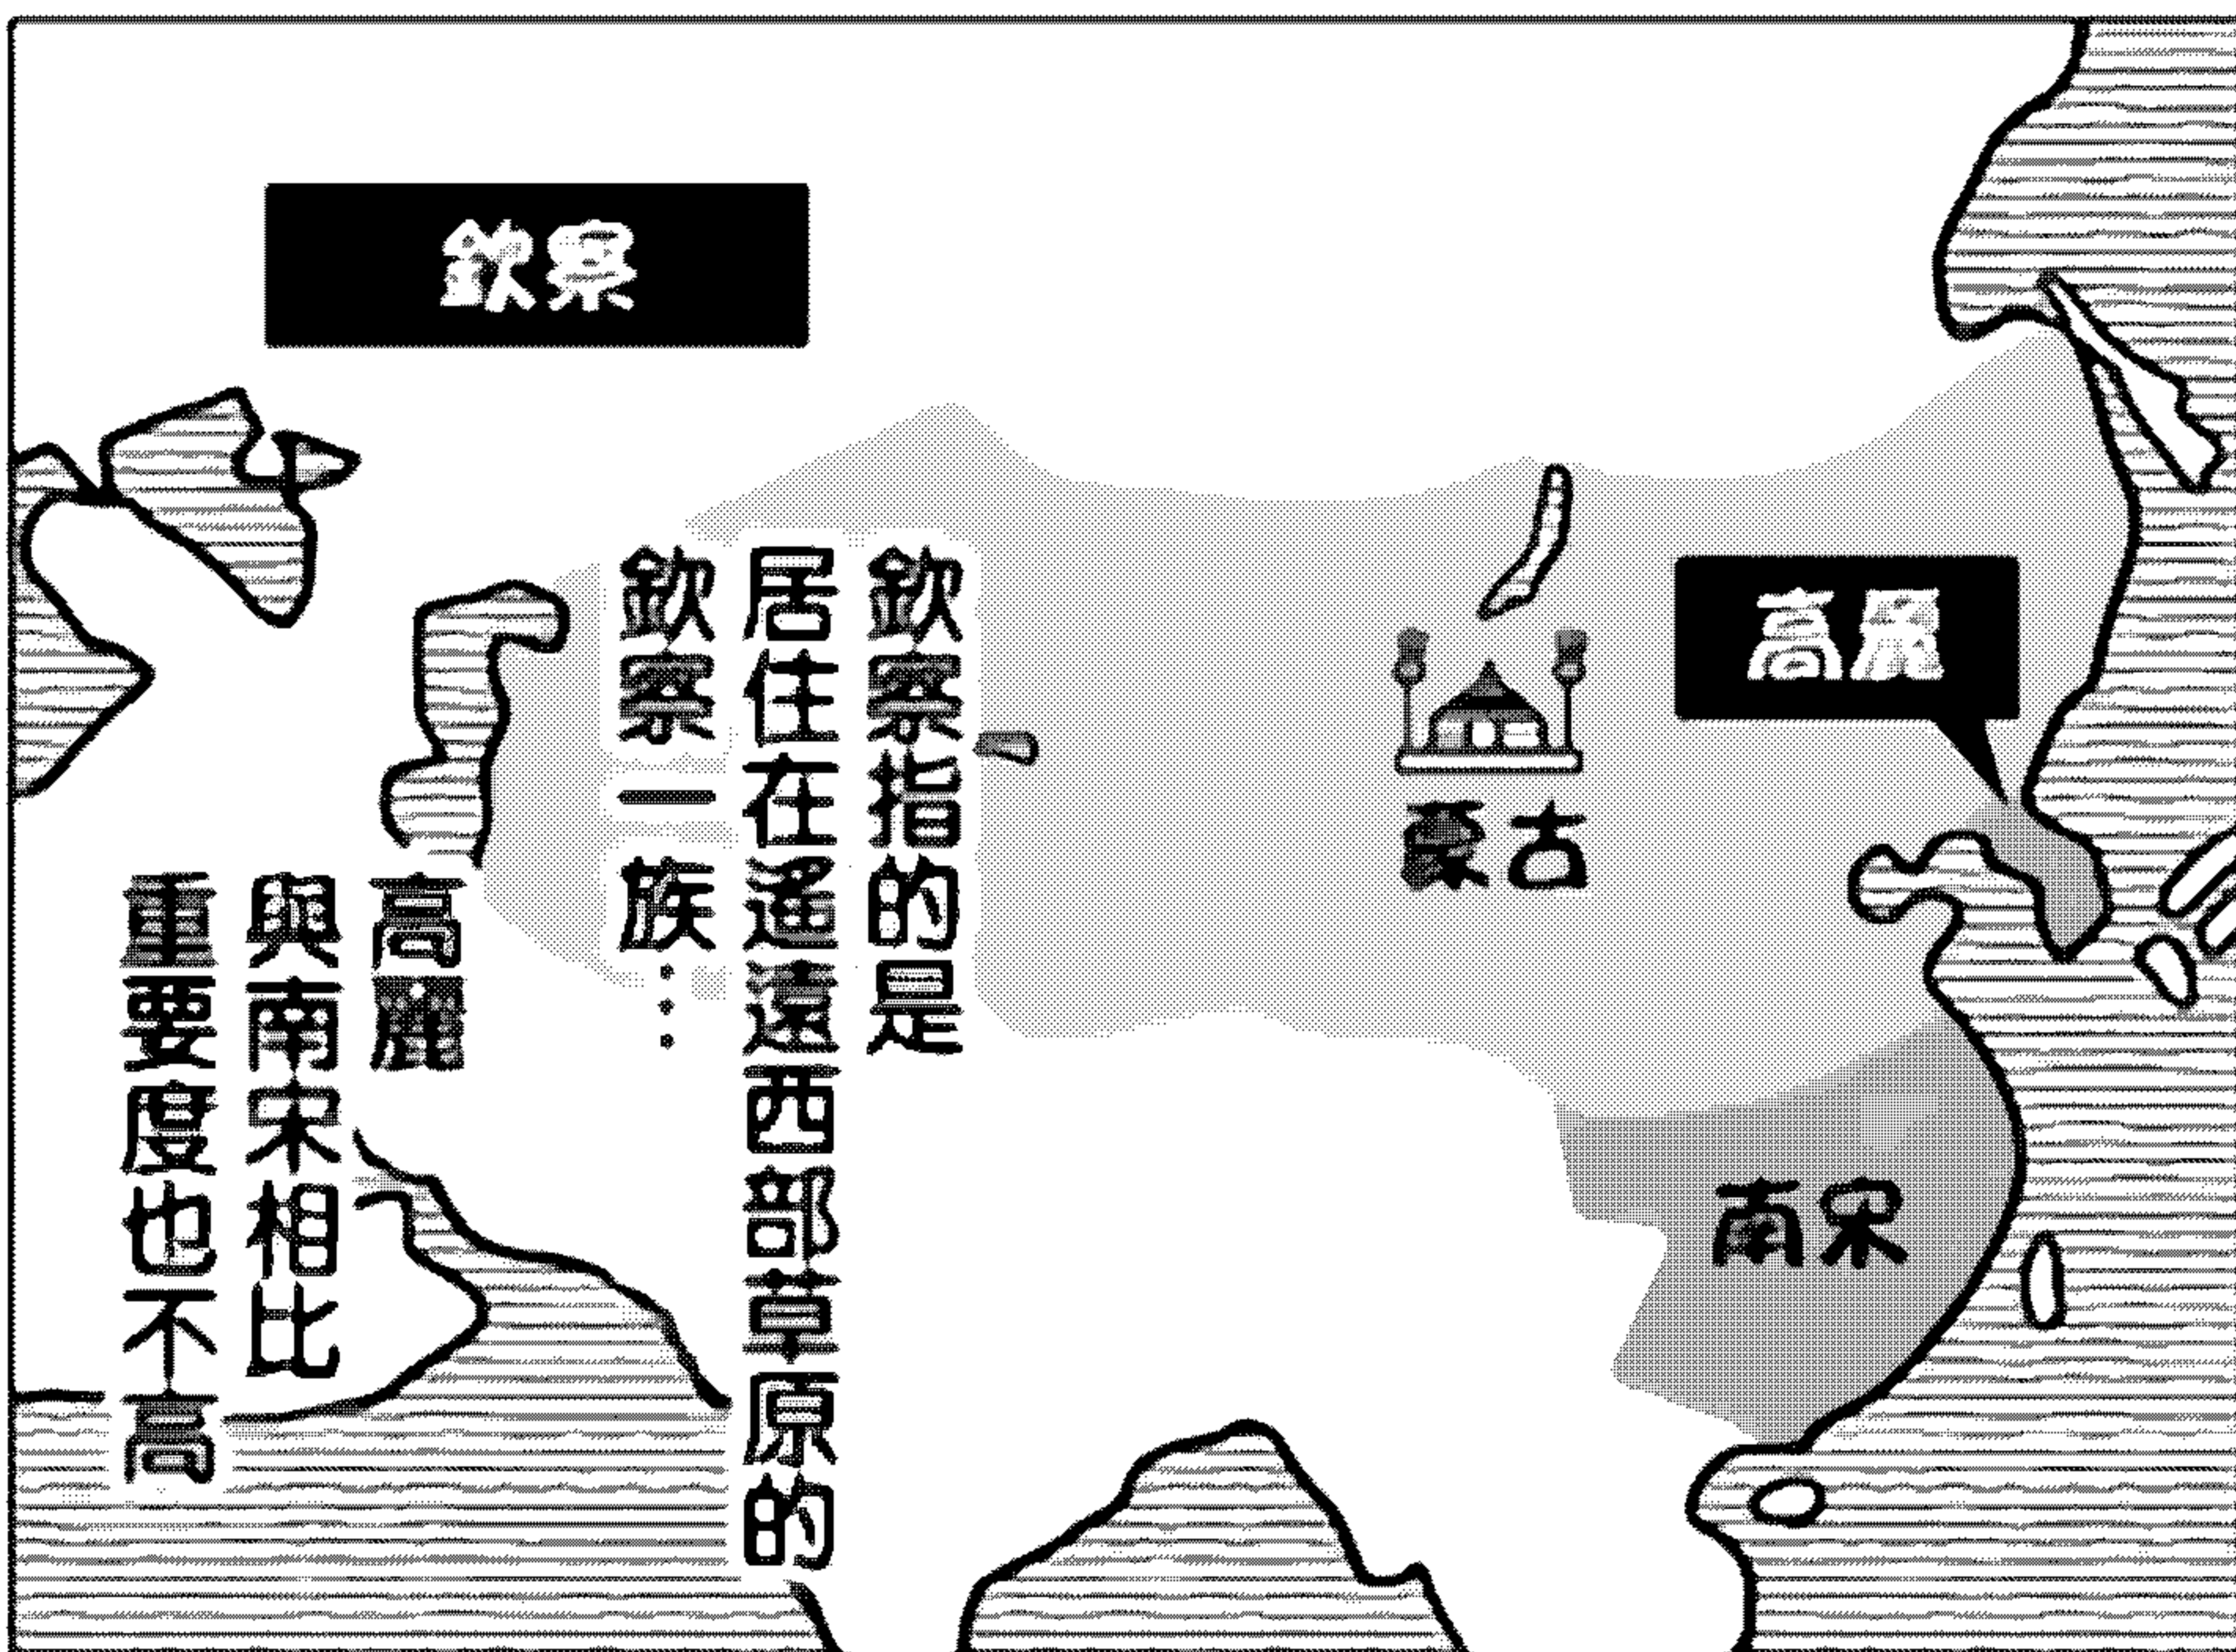 欽察
高麗
蒙古
南宋
欽察指的是
居住在遙遠西部草原的
欽察一族⋯
高麗
與南宋相比
重要度也不高